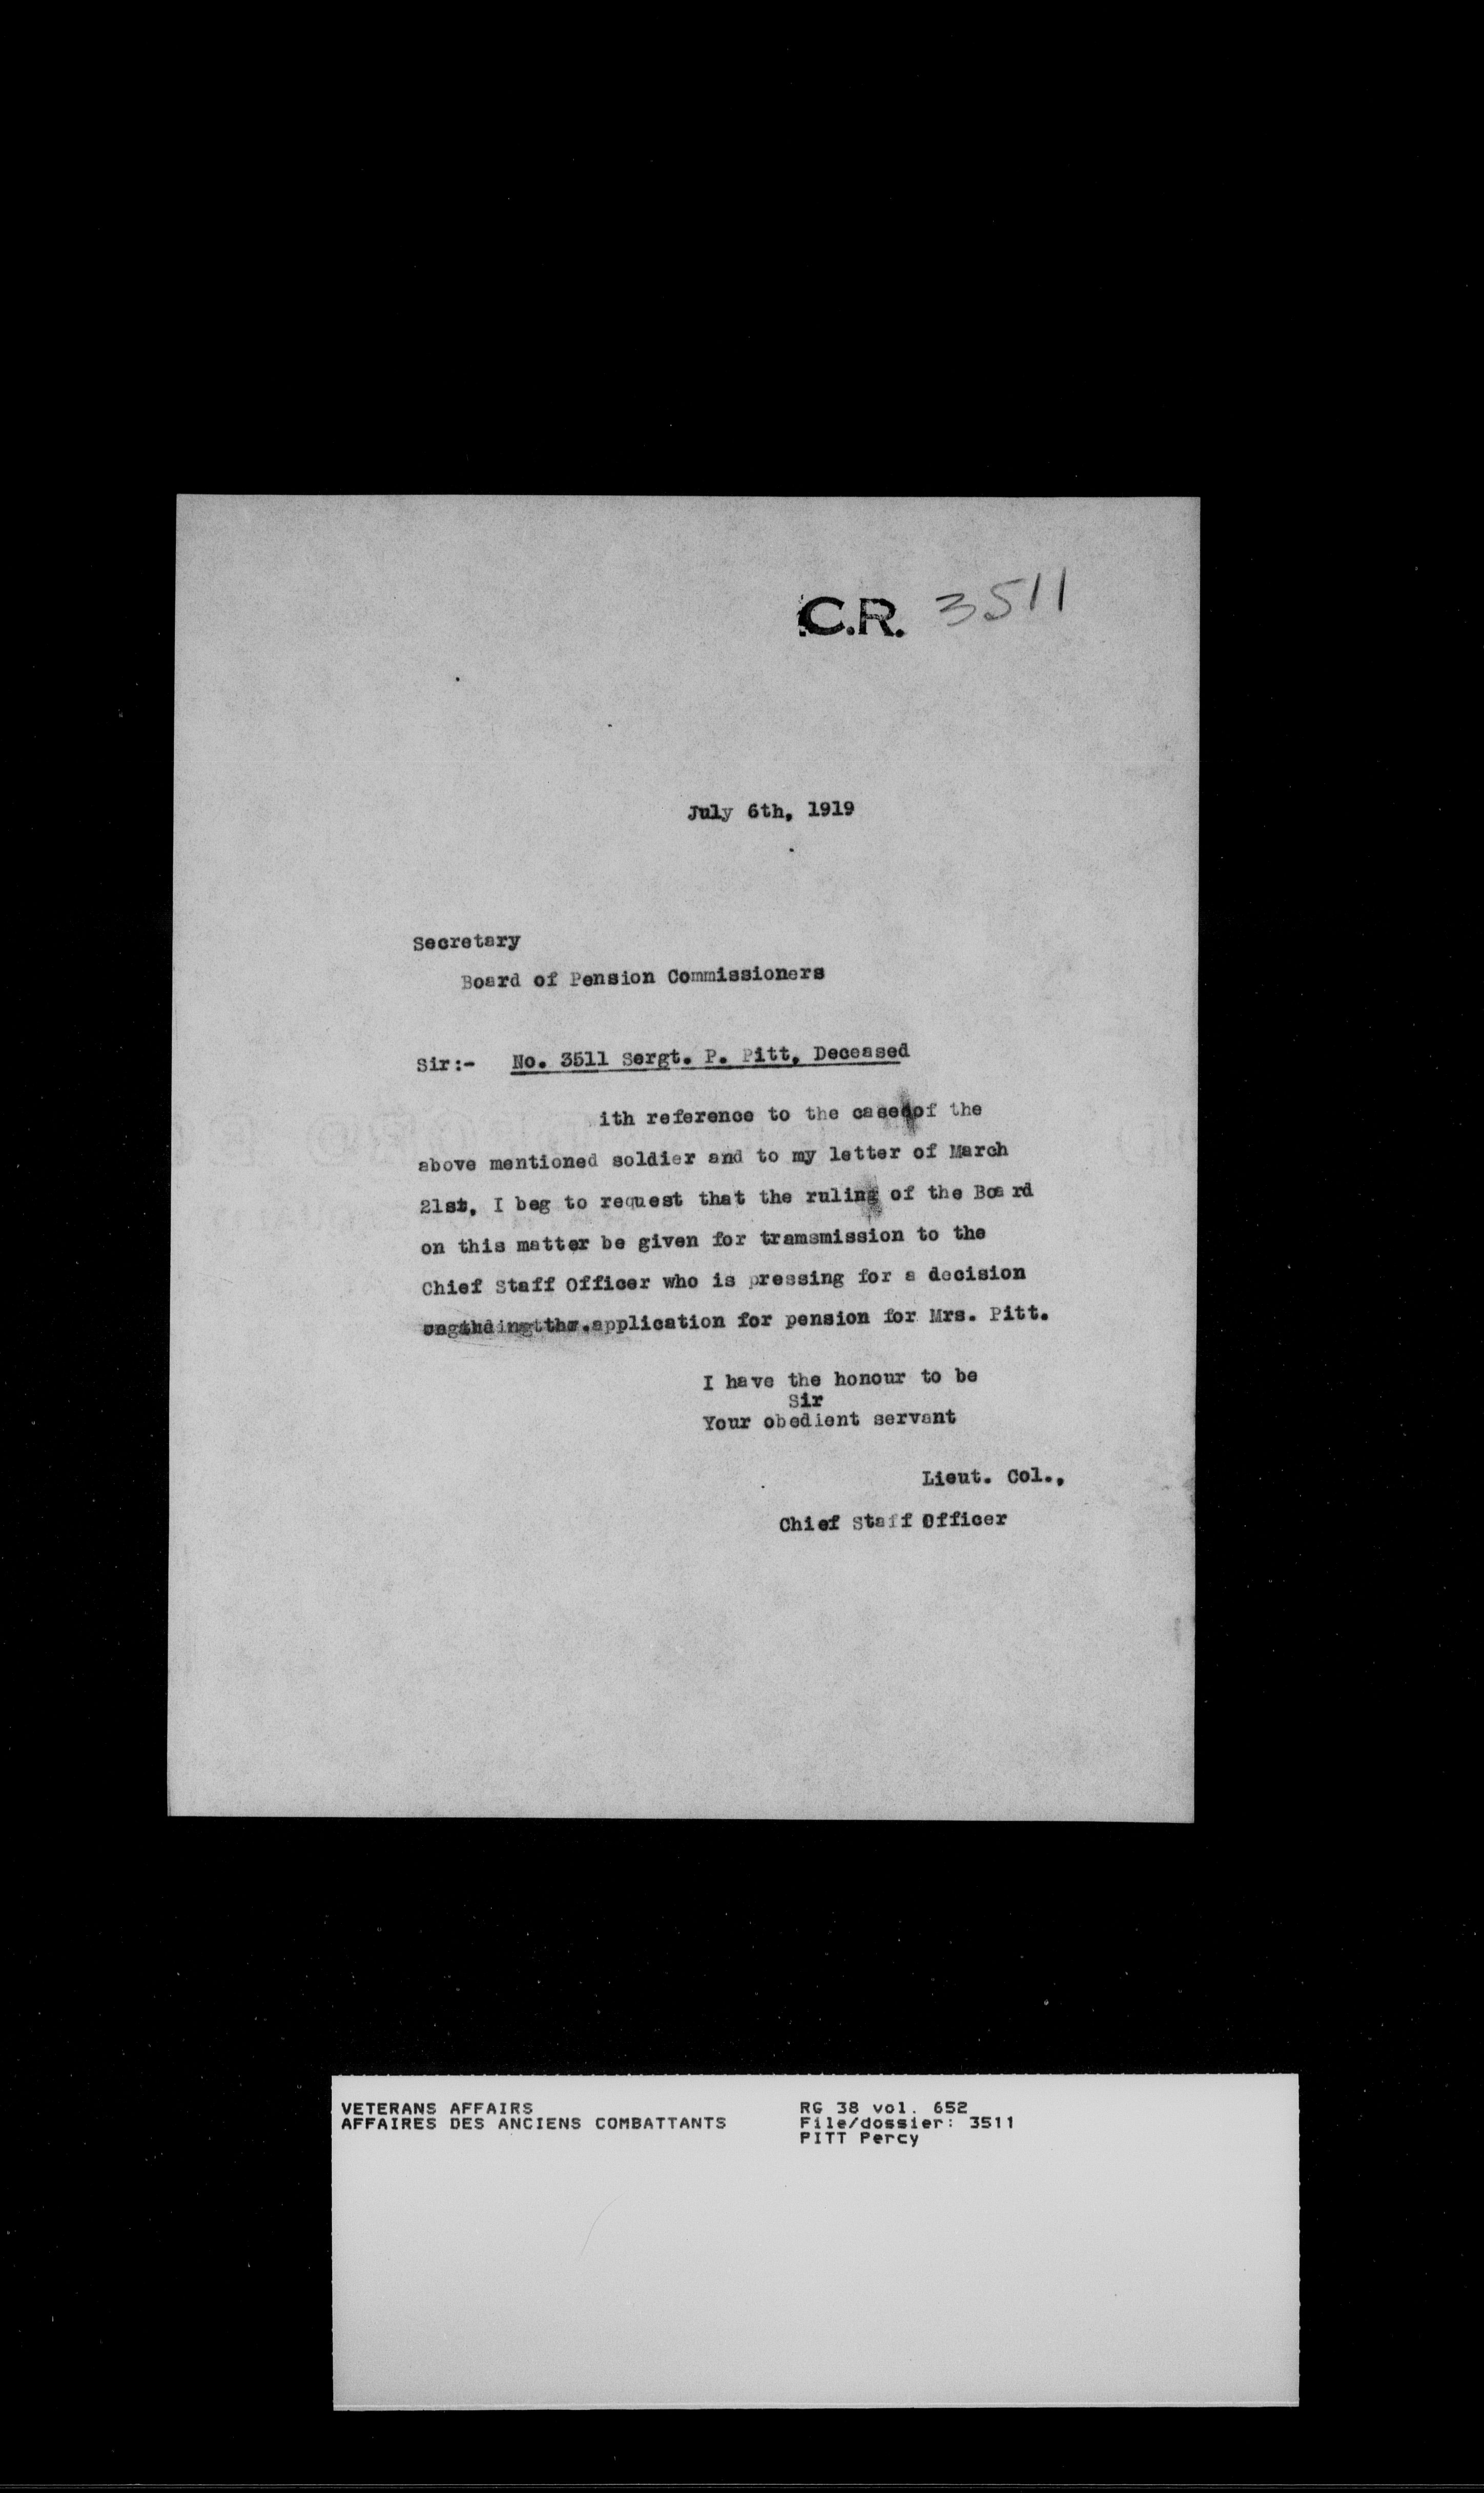 C.R. 3511
July 6th, 1919
Secretary
Board of Pension Commissioners
Sir:- No. 3511 Sergt. P. Pitt, Deceased
ith reference to the case of the
above mentioned soldier and to my letter of March
21st, I beg to request that the ruling of the Board
on this matter be given for tramsmission to the
Chief Staff Officer who is pressing for a decision
application for pension for Mrs. Pitt.
I have the honour to be
Sir
Your obedient servant
Lieut. Col.,
Chief Staff Officer
VETERANS AFFAIRS RG 38 vol. 652
AFFAIRES DES ANCIENS COMBATTANTS File/dossier: 3511
PITT Percy